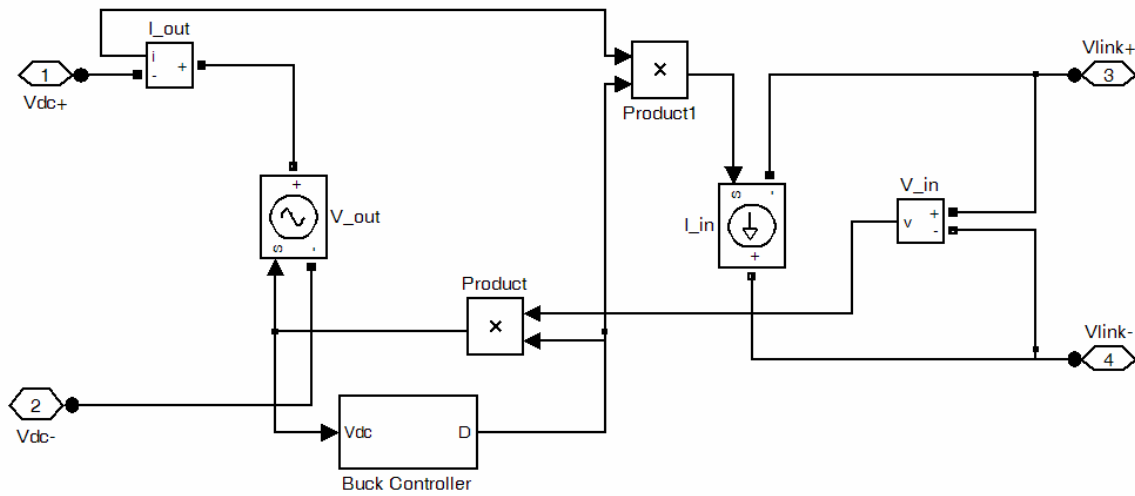 I_out
i
-
+
1
Vdc+
×
Product1
Vlink+
3
+
V_out
s
-
s
-
I_in
+
V_in
v
+
-
Product
×
Vlink-
4
2
Vdc-
Vdc
D
Buck Controller